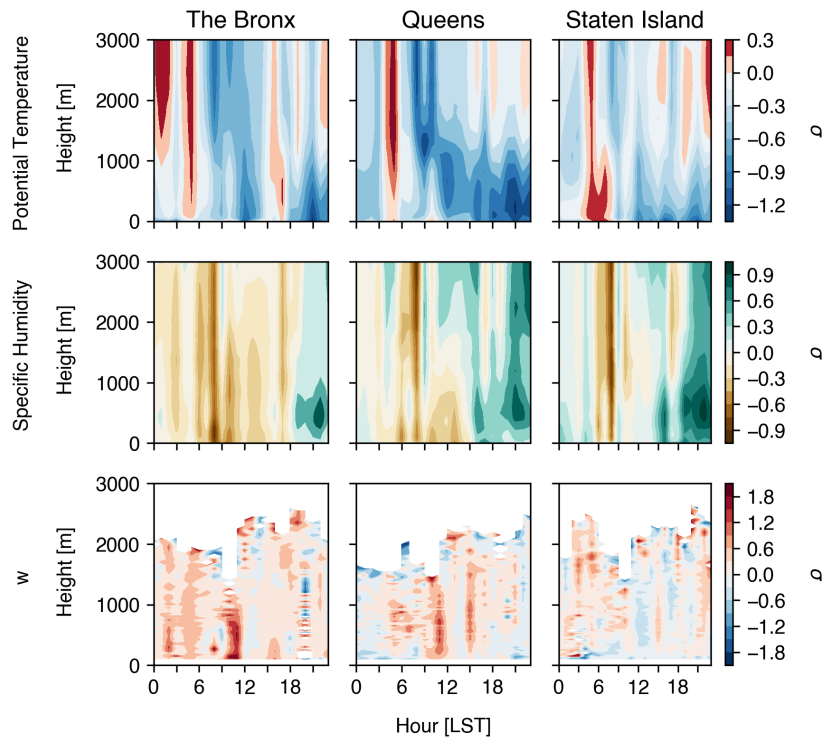 The Bronx Queens Staten Island
Potential Temperature
Height [m]
3000
2000
1000
0
0.3
0.0
−0.3
−0.6
−0.9
−1.2
σ
Specific Humidity
Height [m]
3000
2000
1000
0
0.9
0.6
0.3
0.0
−0.3
−0.6
−0.9
σ
w
Height [m]
3000
2000
1000
0
1.8
1.2
0.6
0.0
−0.6
−1.2
−1.8
σ
0 6 12 18 0 6 12 18 0 6 12 18
Hour [LST]